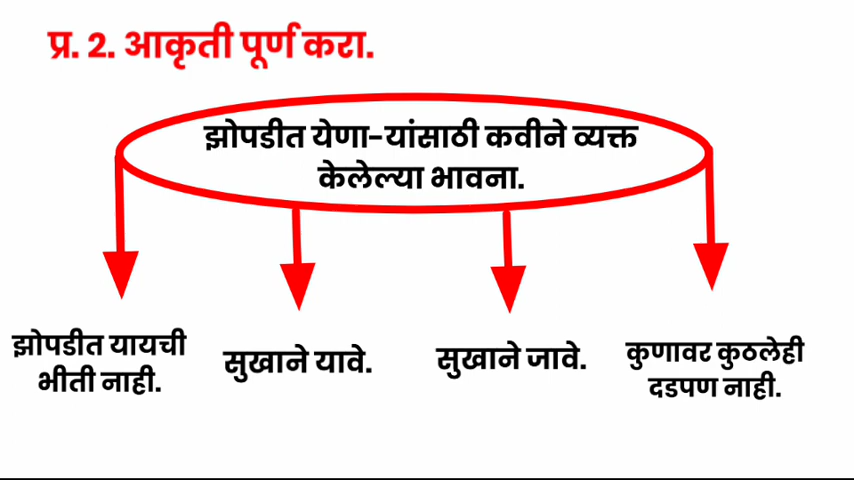 प्र. 2. आकृती पूर्ण करा.
झोपडीत येणा-यांसाठी कवीने व्यक्त
केलेल्या भावना.
झोपडीत यायची
भीती नाही.
सुखाने यावे.
सुखाने जावे.
कुणावर कुठलेही
दडपण नाही.